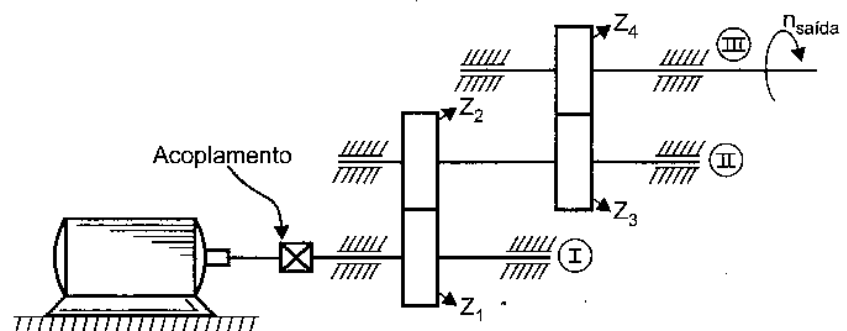 Z₄
III
n saída
Z₂
Acoplamento
II
Z₃
I
Z₁